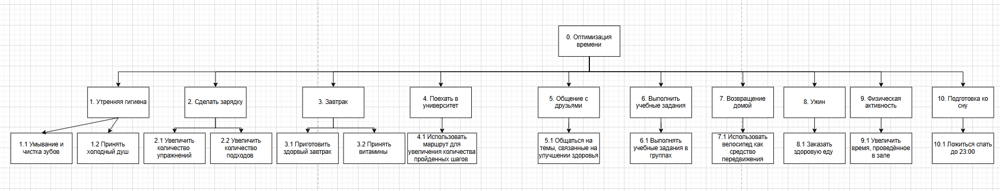 0. Оптимизация
времени
1. Утренняя гигиена
2. Сделать зарядку
3. Завтрак
4. Поехать в
университет
5. Общение с
друзьями
6. Выполнить
учебные задания
7. Возвращение
домой
8. Ужин
9. Физическая
активность
10. Подготовка ко
сну
1.1 Умывание и
чистка зубов
1.2 Принять
холодный душ
2.1 Увеличить
количество
упражнений
2.2 Увеличить
количество
подходов
3.1 Приготовить
здорвый завтрак
3.2 Принять
витамины
4.1 Использовать
маршрут для
увеличения количества
пройденных шагов
5.1 Общаться на
темы, связанные на
улучшении здоровья
6.1 Выполнять
учебные задания в
группах
7.1 Использовать
велосипед как
средство
передвижения
8.1 Заказать
здоровую еду
9.1 Увеличить
время, проведённое
в зале
10.1 Ложиться спать
до 23:00